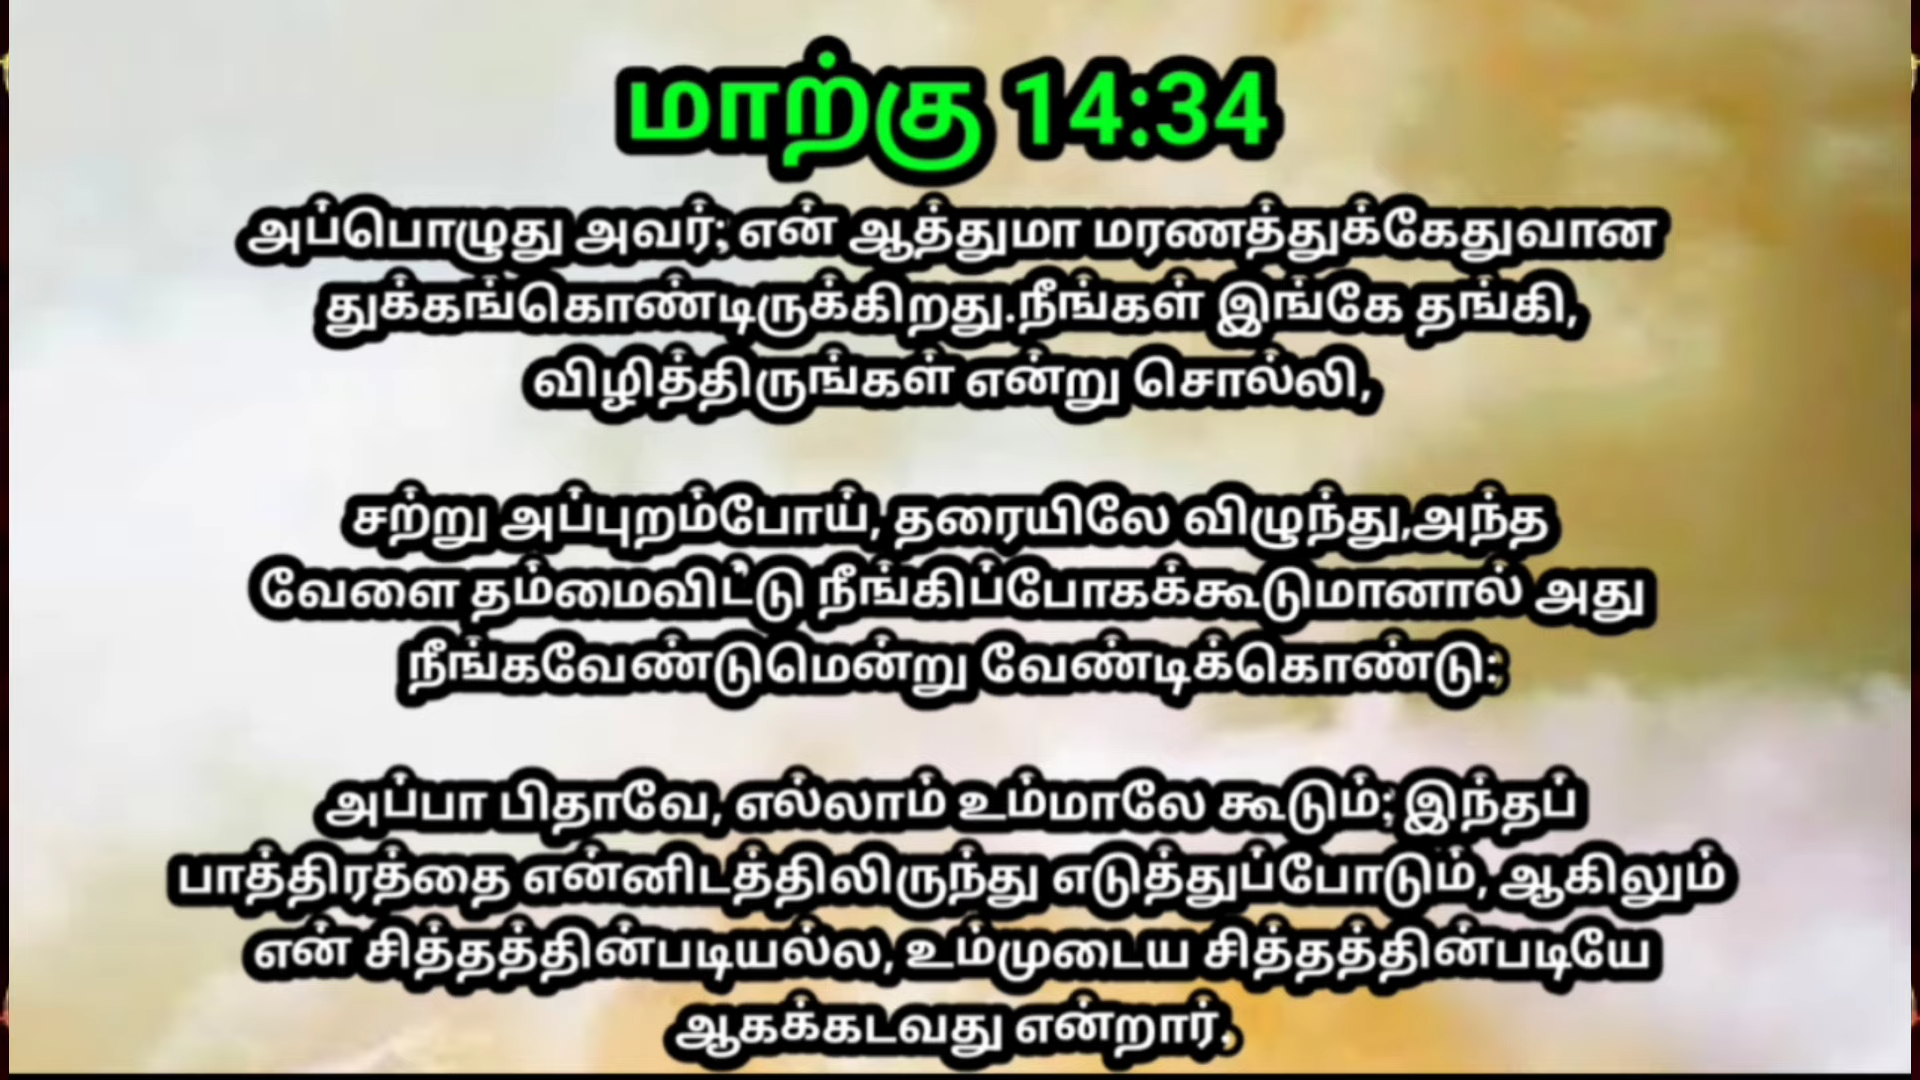 மாற்கு 14:34
அப்பொழுது அவர்; என் ஆத்துமா மரணத்துக்கேதுவான
துக்கங்கொண்டிருக்கிறது.நீங்கள் இங்கே தங்கி,
விழித்திருங்கள் என்று சொல்லி,
சற்று அப்புறம்போய், தரையிலே விழுந்து,அந்த
வேளை தம்மைவிட்டு நீங்கிப்போகக்கூடுமானால் அது
நீங்கவேண்டுமென்று வேண்டிக்கொண்டு:
அப்பா பிதாவே, எல்லாம் உம்மாலே கூடும்; இந்தப்
பாத்திரத்தை என்னிடத்திலிருந்து எடுத்துப்போடும், ஆகிலும்
என் சித்தத்தின்படியல்ல, உம்முடைய சித்தத்தின்படியே
ஆகக்கடவது என்றார்.